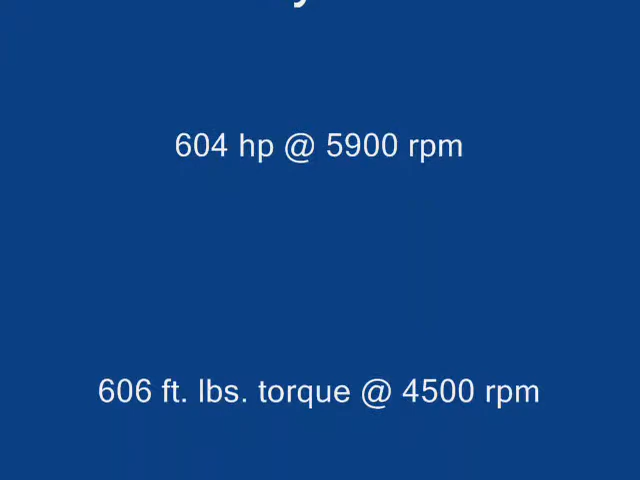 604 hp @ 5900 rpm
606 ft. lbs. torque @ 4500 rpm